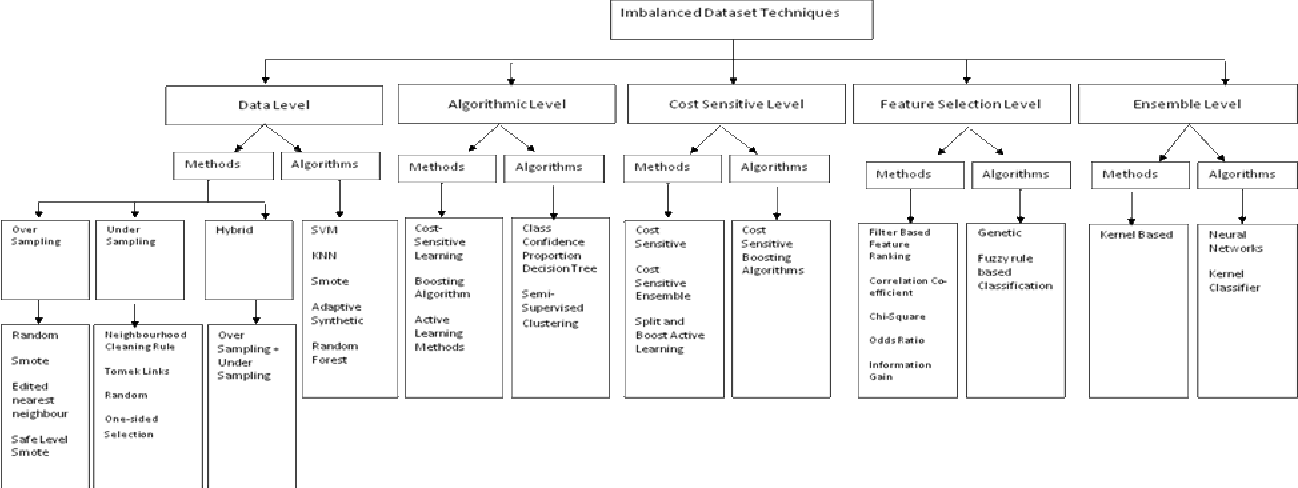 Imbalanced Dataset Techniques
Data Level
Algorithmic Level
Cost Sensitive Level
Feature Selection Level
Ensemble Level
Methods
Algorithms
Methods
Algorithms
Methods
Algorithms
Methods
Algorithms
Methods
Algorithms
Over
Sampling
Under
Sampling
Hybrid
SVM
KNN
Smote
Adaptive
Synthetic
Random
Forest
Cost-
Sensitive
Learning
Boosting
Algorithm
Active
Learning
Methods
Class
Confidence
Proportion
Decision Tree
Semi-
Supervised
Clustering
Cost
Sensitive
Cost
Sensitive
Ensemble
Split and
Boost Active
Learning
Cost
Sensitive
Boosting
Algorithms
Filter Based
Feature
Ranking
Correlation Co-
efficient
Chi-Square
Odds Ratio
Information
Gain
Genetic
Fuzzy rule
based
Classification
Kernel Based
Neural
Networks
Kernel
Classifier
Random
Smote
Edited
nearest
neighbour
Safe Level
Smote
Neighbourhood
Cleaning Rule
Tomek Links
Random
One-sided
Selection
Over
Sampling +
Under
Sampling